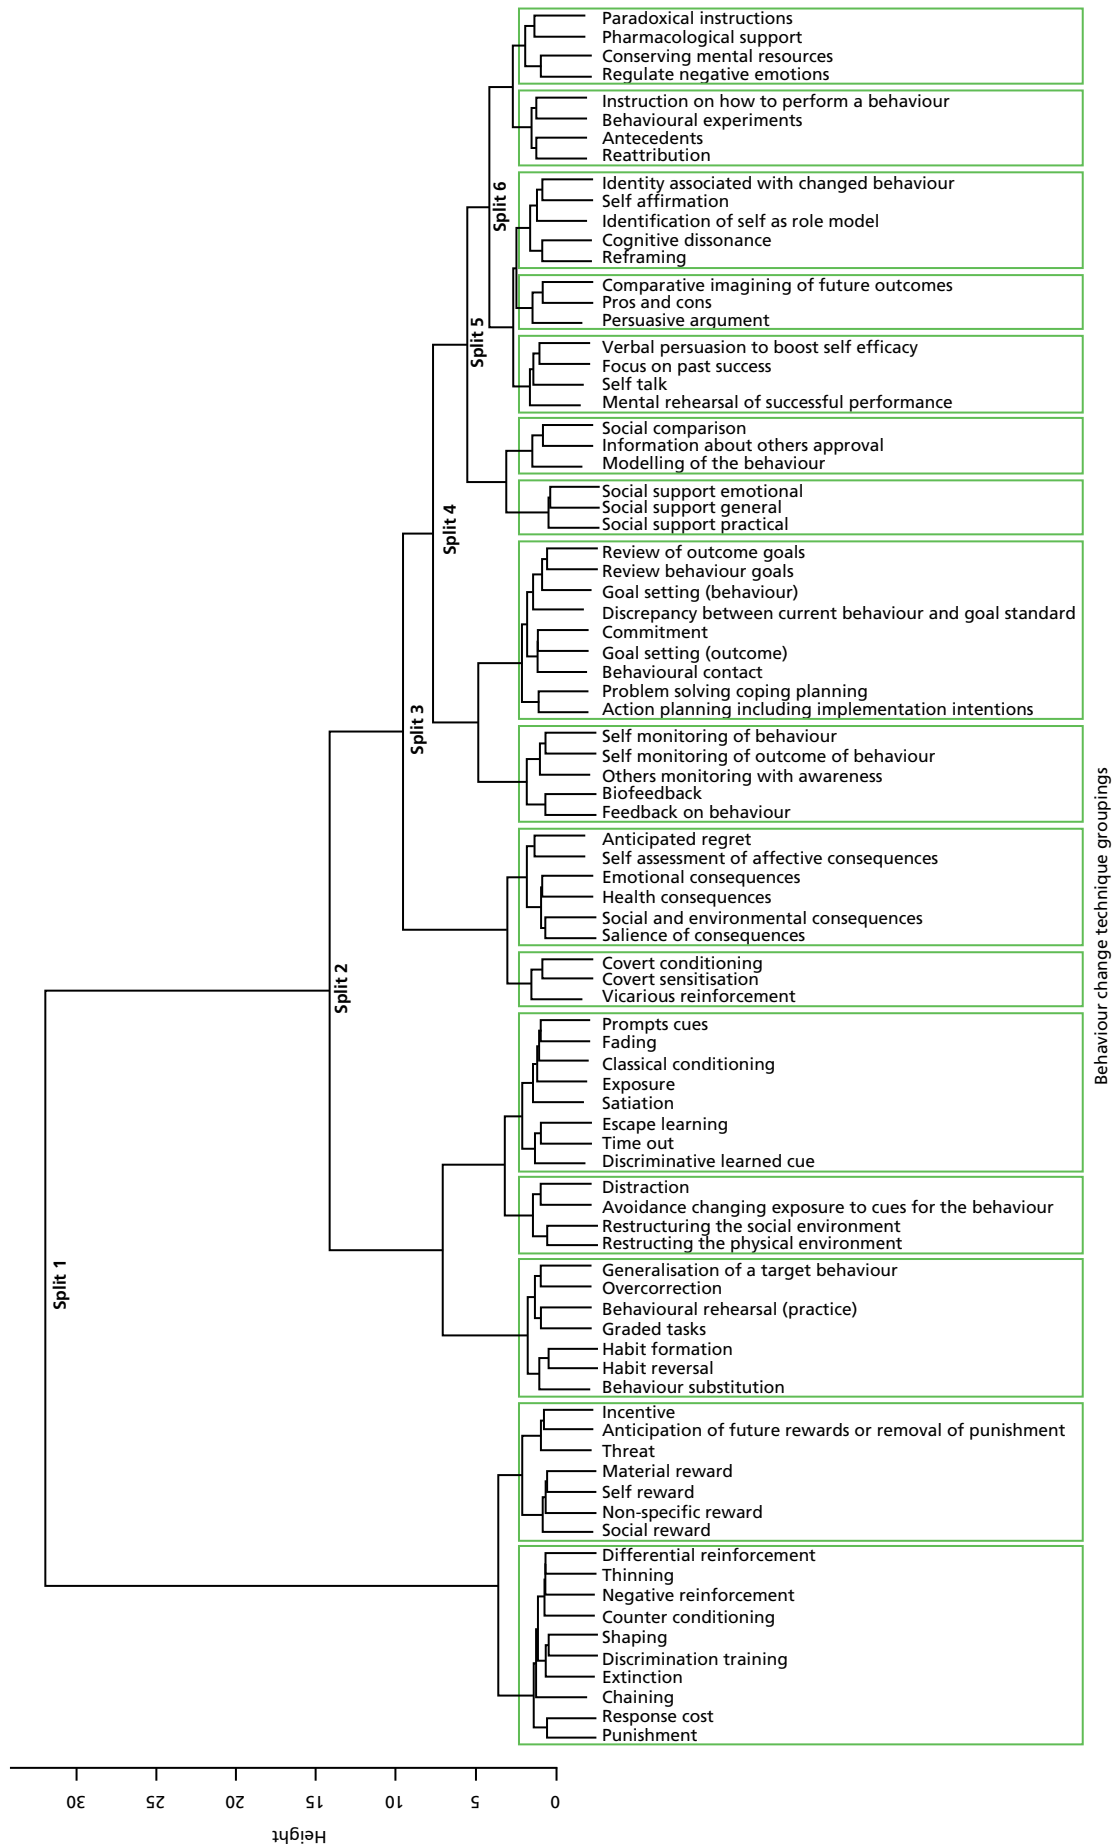 Paradoxical instructions
Pharmacological support
Conserving mental resources
Regulate negative emotions
Instruction on how to perform a behaviour
Behavioural experiments
Antecedents
Reattribution
Identity associated with changed behaviour
Self affirmation
Identification of self as role model
Cognitive dissonance
Reframing
Comparative imagining of future outcomes
Pros and cons
Persuasive argument
Verbal persuasion to boost self efficacy
Focus on past success
Self talk
Mental rehearsal of successful performance
Social comparison
Information about others approval
Modelling of the behaviour
Social support emotional
Social support general
Social support practical
Review of outcome goals
Review behaviour goals
Goal setting (behaviour)
Discrepancy between current behaviour and goal standard
Commitment
Goal setting (outcome)
Behavioural contact
Problem solving coping planning
Action planning including implementation intentions
Self monitoring of behaviour
Self monitoring of outcome of behaviour
Others monitoring with awareness
Biofeedback
Feedback on behaviour
Anticipated regret
Self assessment of affective consequences
Emotional consequences
Health consequences
Social and environmental consequences
Salience of consequences
Covert conditioning
Covert sensitisation
Vicarious reinforcement
Prompts cues
Fading
Classical conditioning
Exposure
Satiation
Escape learning
Time out
Discriminative learned cue
Distraction
Avoidance changing exposure to cues for the behaviour
Restructuring the social environment
Restructing the physical environment
Generalisation of a target behaviour
Overcorrection
Behavioural rehearsal (practice)
Graded tasks
Habit formation
Habit reversal
Behaviour substitution
Incentive
Anticipation of future rewards or removal of punishment
Threat
Material reward
Self reward
Non-specific reward
Social reward
Differential reinforcement
Thinning
Negative reinforcement
Counter conditioning
Shaping
Discrimination training
Extinction
Chaining
Response cost
Punishment
Split 6
Split 5
Split 4
Split 3
Split 2
Split 1
Behaviour change technique groupings
30
25
20
15
10
5
0
Height